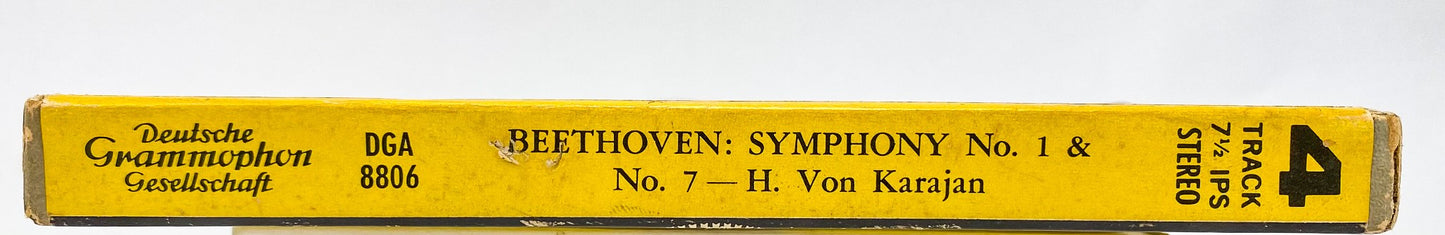 Deutsche
Grammophon
Gesellschaft
DGA
8806
BEETHOVEN: SYMPHONY No. 1 &
No. 7 — H. Von Karajan
4
TRACK
7½ IPS
STEREO